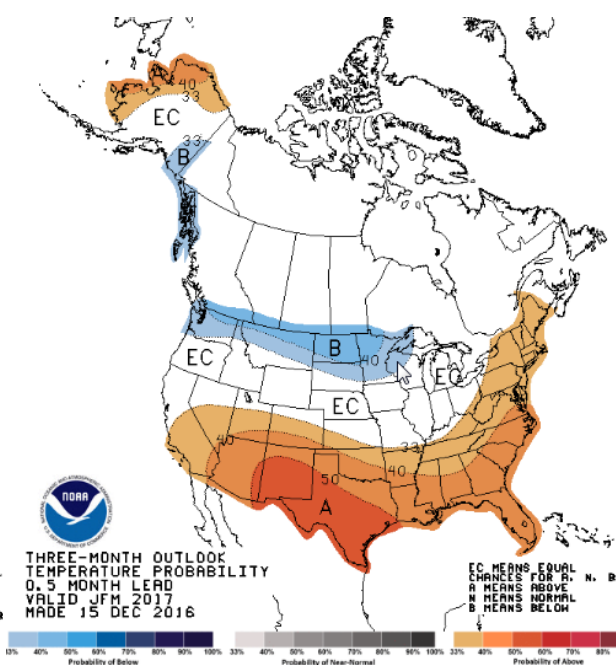 40
33
EC
33
B
B
40
EC
EC
EC
33
40
40
50
A
NOAA
THREE-MONTH OUTLOOK
TEMPERATURE PROBABILITY
0.5 MONTH LEAD
VALID JFM 2017
MADE 15 DEC 2016
EC MEANS EQUAL
CHANCES FOR A, N, B
A MEANS ABOVE
N MEANS NORMAL
B MEANS BELOW
40% 50% 60% 70% 80% 90% 100%
33% 40% 50% 60% 70% 80% 90% 100%
33% 40% 50% 60% 70% 80%
Probability of Below
Probability of Near-Normal
Probability of Above